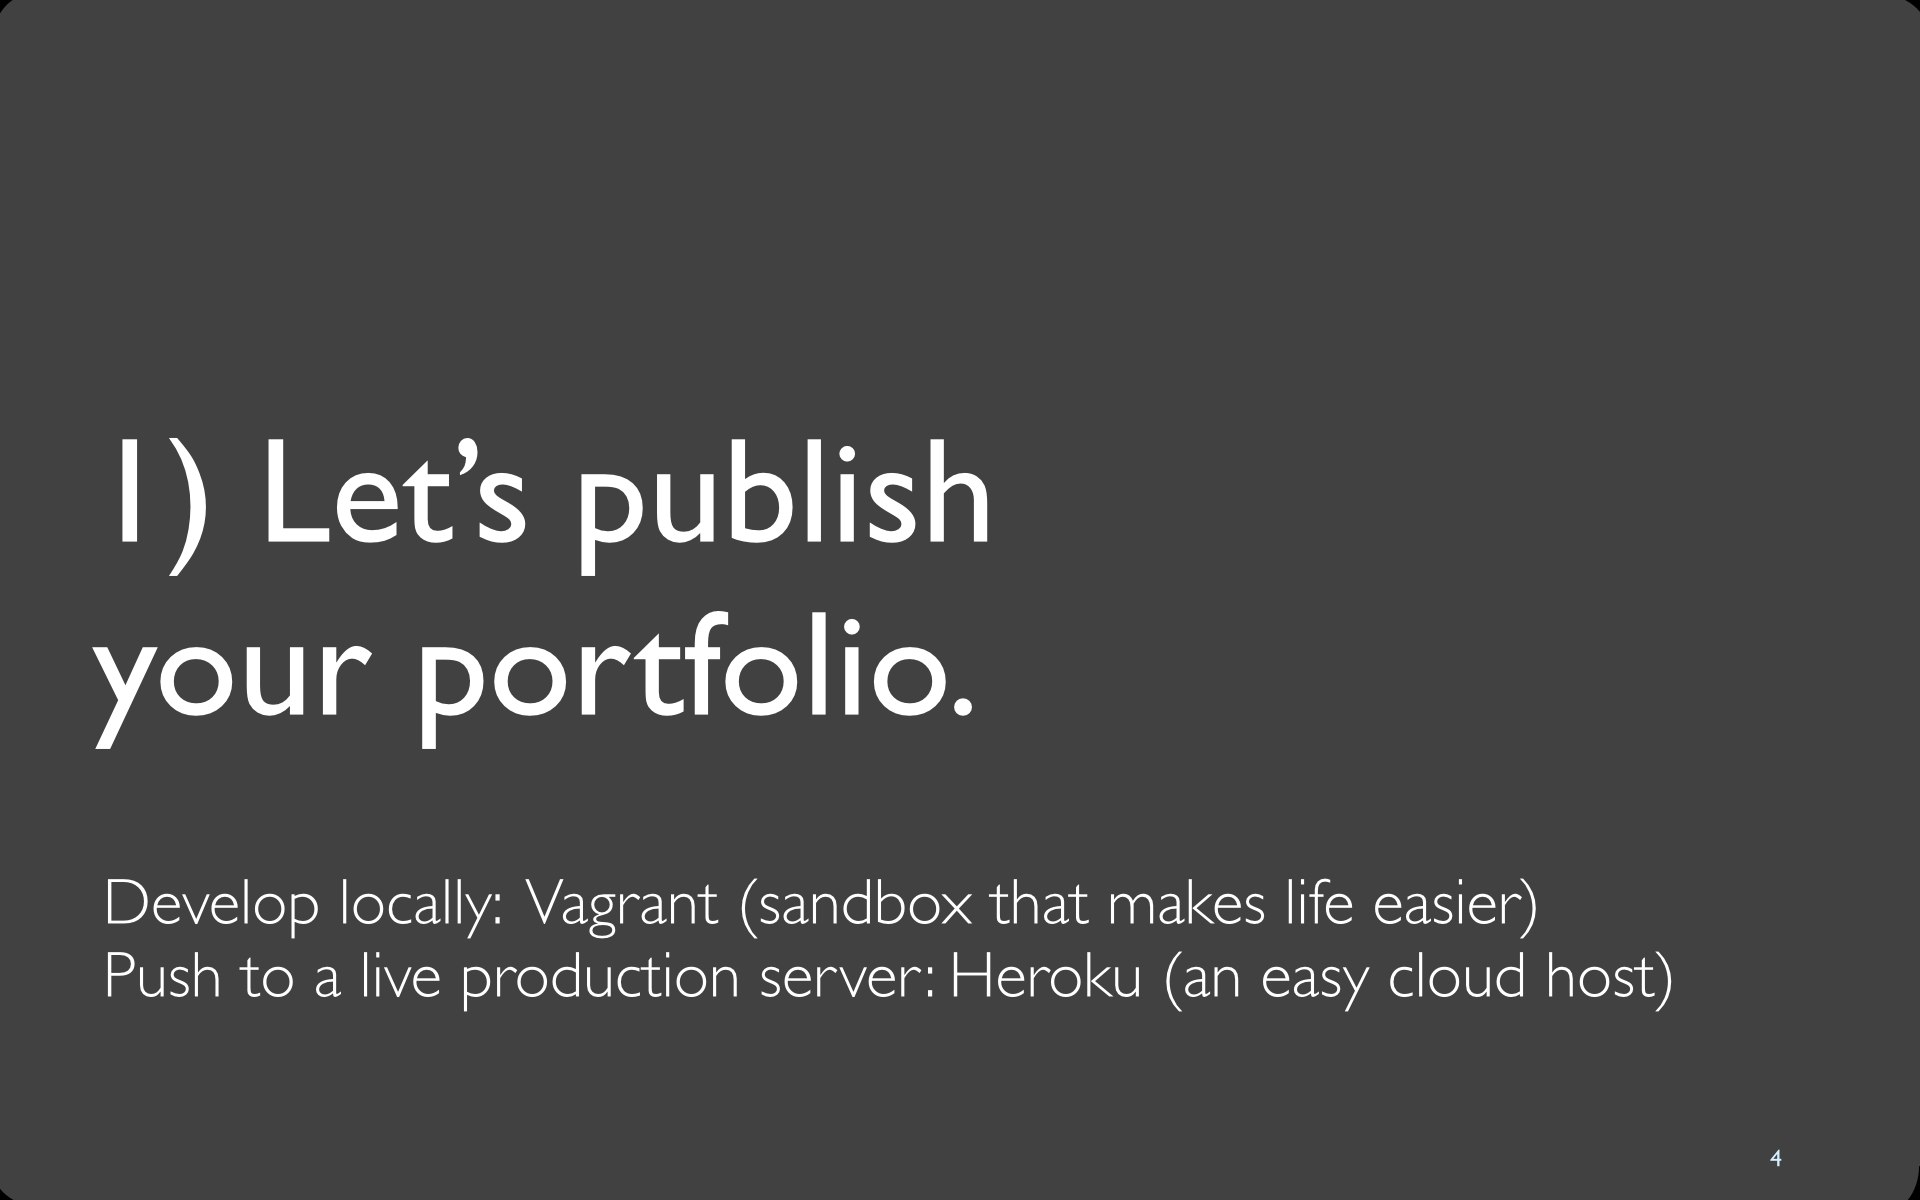 1) Let’s publish
your portfolio.
Develop locally: Vagrant (sandbox that makes life easier)
Push to a live production server: Heroku (an easy cloud host)
4